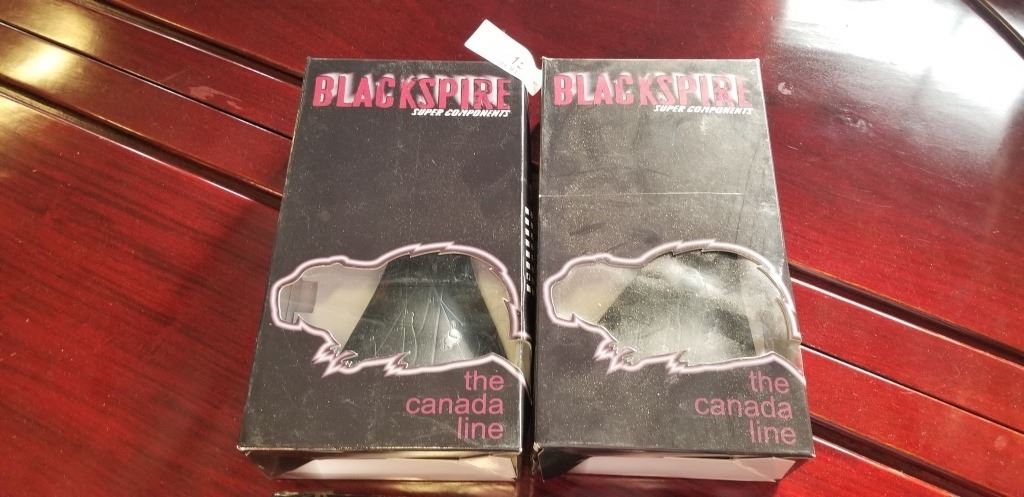 BLACKSPIRE
SUPER COMPONENTS
the
canada
line
BLACKSPIRE
SUPER COMPONENTS
the
canada
line